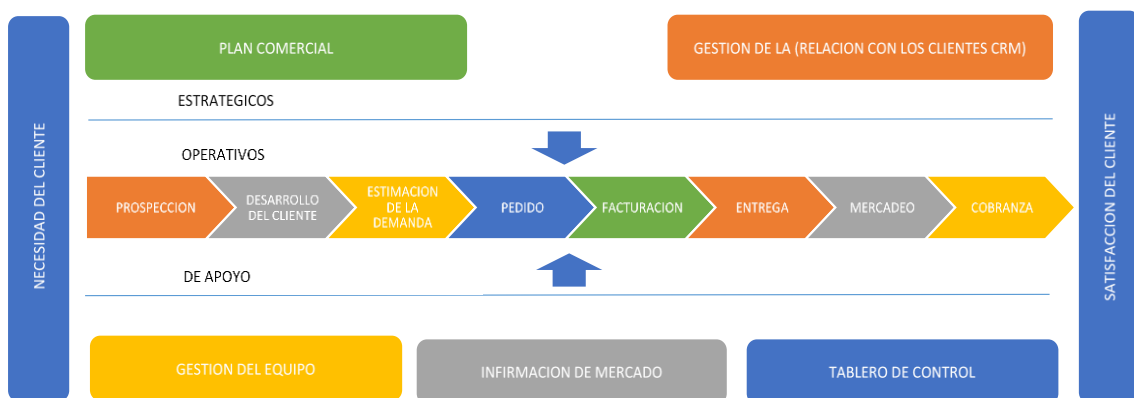 NECESIDAD DEL CLIENTE
PLAN COMERCIAL
GESTION DE LA (RELACION CON LOS CLIENTES CRM)
ESTRATEGICOS
OPERATIVOS
PROSPECCION
DESARROLLO
DEL CLIENTE
ESTIMACION
DE LA
DEMANDA
PEDIDO
FACTURACION
ENTREGA
MERCADEO
COBRANZA
DE APOYO
GESTION DEL EQUIPO
INFIRMACION DE MERCADO
TABLERO DE CONTROL
SATISFACCION DEL CLIENTE